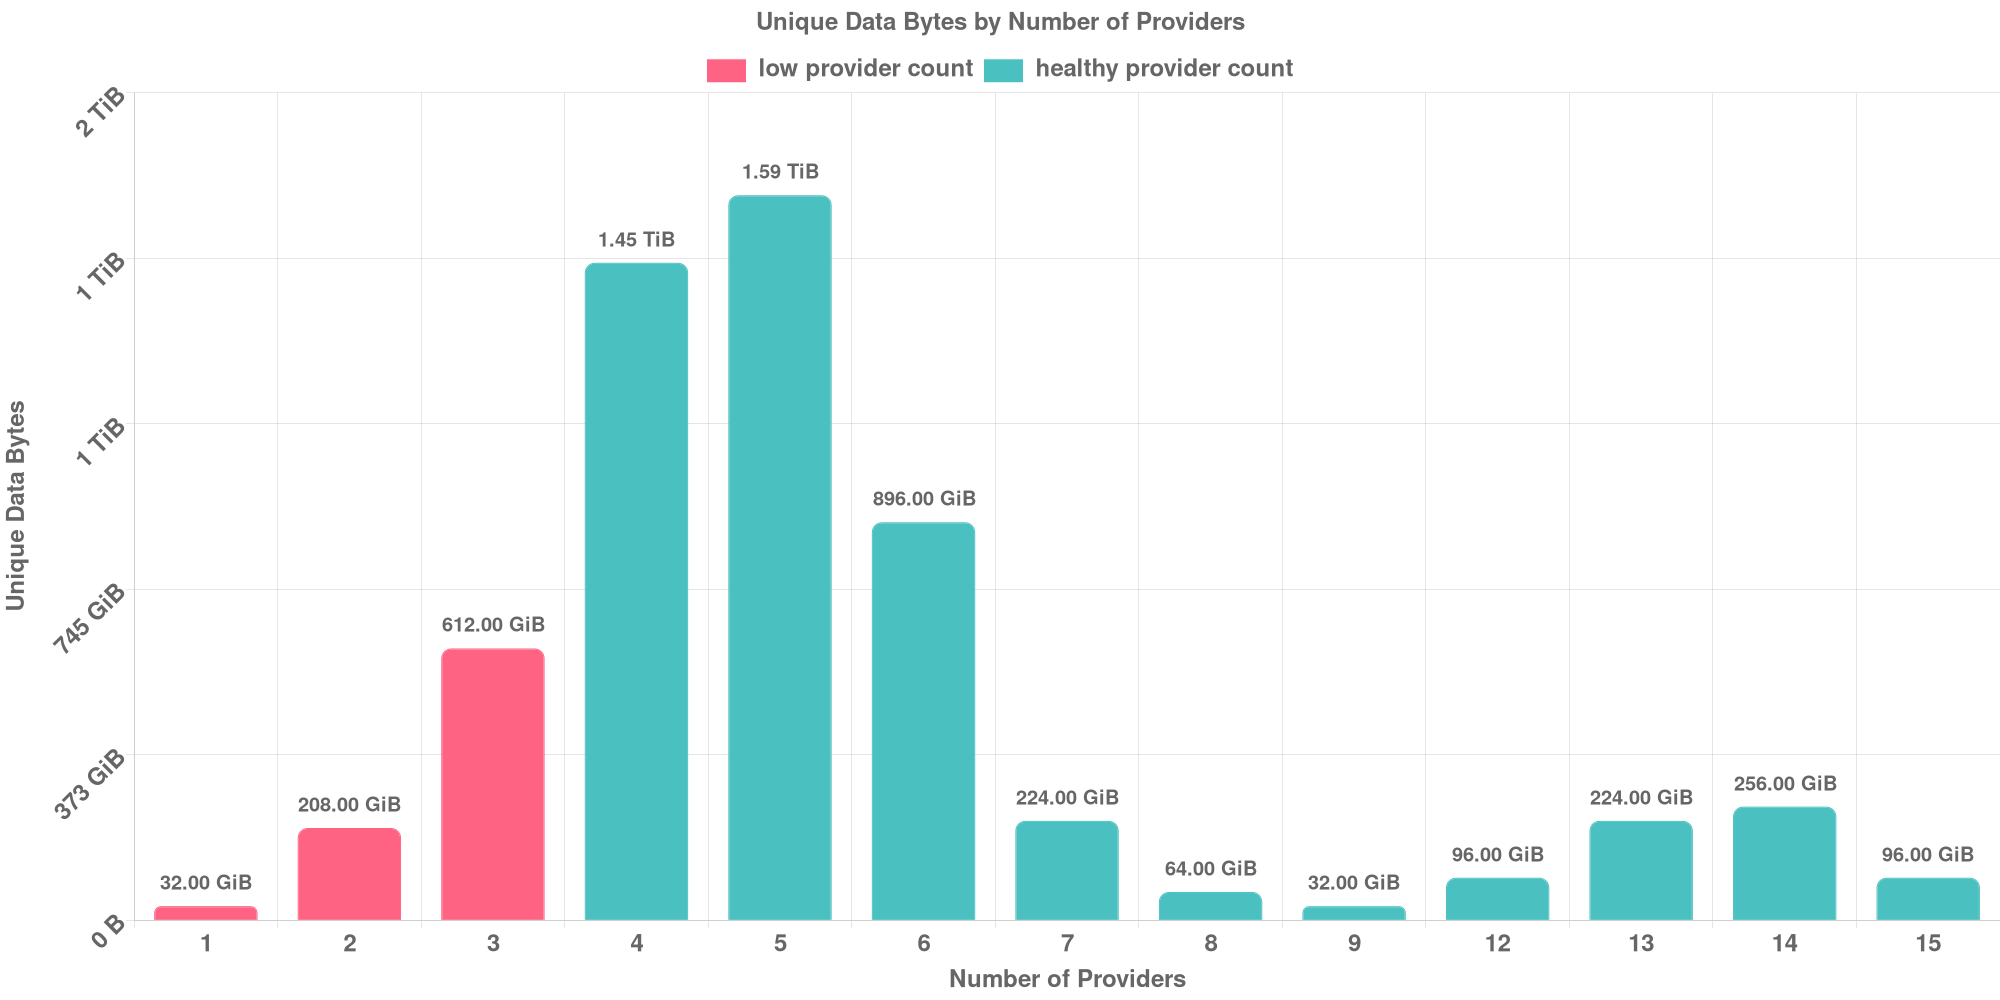 Unique Data Bytes by Number of Providers
low provider count
healthy provider count
Unique Data Bytes
2 TiB
1 TiB
1 TiB
745 GiB
373 GiB
0 B
32.00 GiB
208.00 GiB
612.00 GiB
1.45 TiB
1.59 TiB
896.00 GiB
224.00 GiB
64.00 GiB
32.00 GiB
96.00 GiB
224.00 GiB
256.00 GiB
96.00 GiB
1 2 3 4 5 6 7 8 9 12 13 14 15
Number of Providers